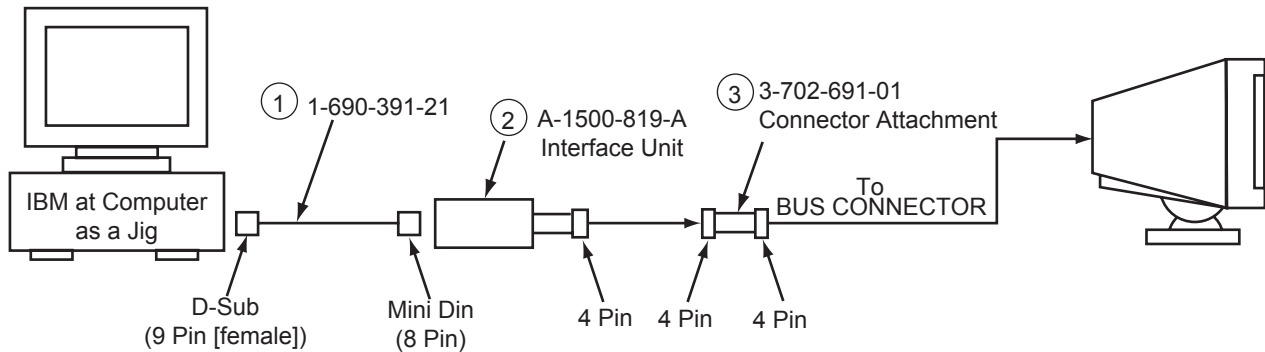 IBM at Computer
as a Jig
1 1-690-391-21
2 A-1500-819-A
Interface Unit
3 3-702-691-01
Connector Attachment
To
BUS CONNECTOR
D-Sub
(9 Pin [female])
Mini Din
(8 Pin)
4 Pin
4 Pin
4 Pin